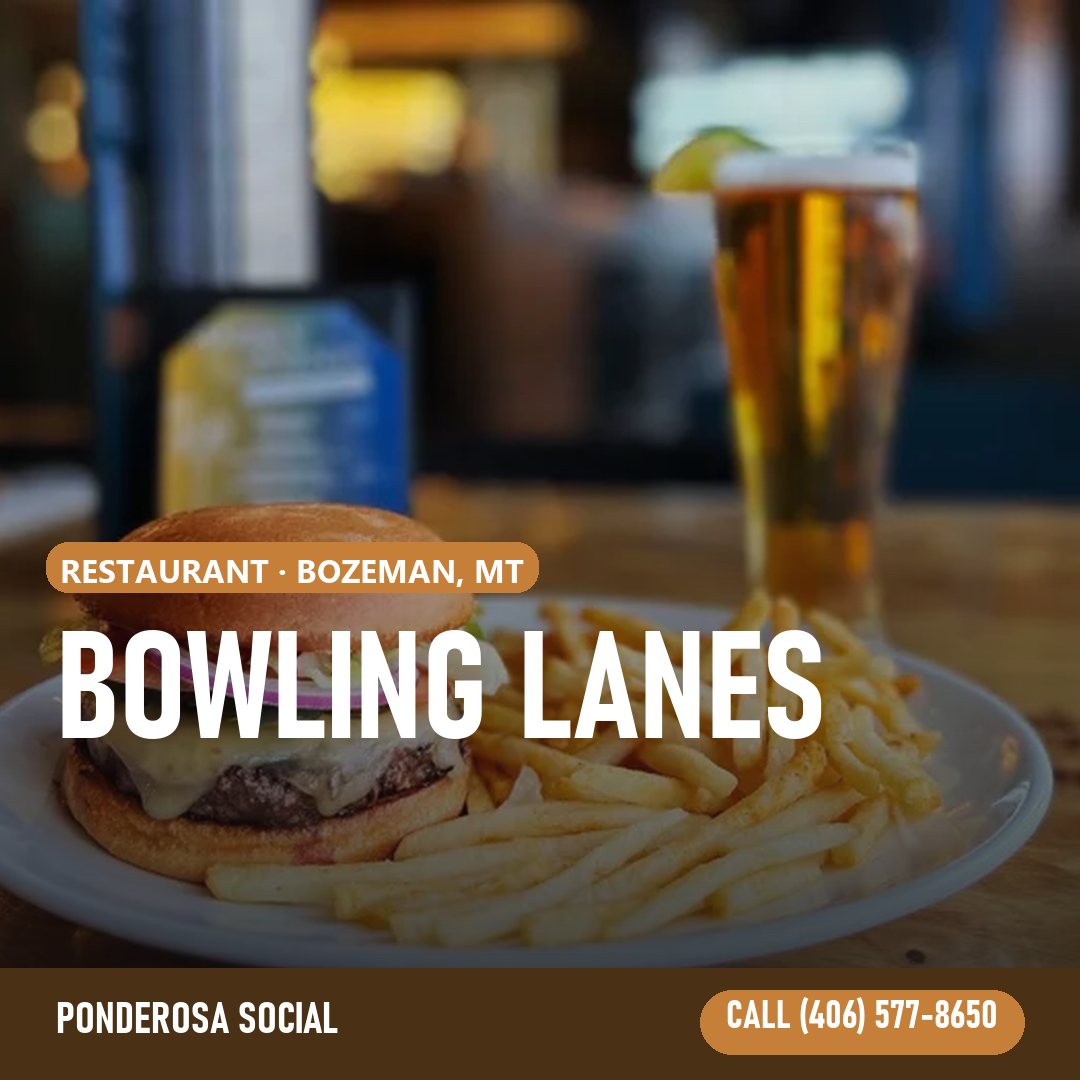 RESTAURANT · BOZEMAN, MT
BOWLING LANES
PONDEROSA SOCIAL
CALL (406) 577-8650